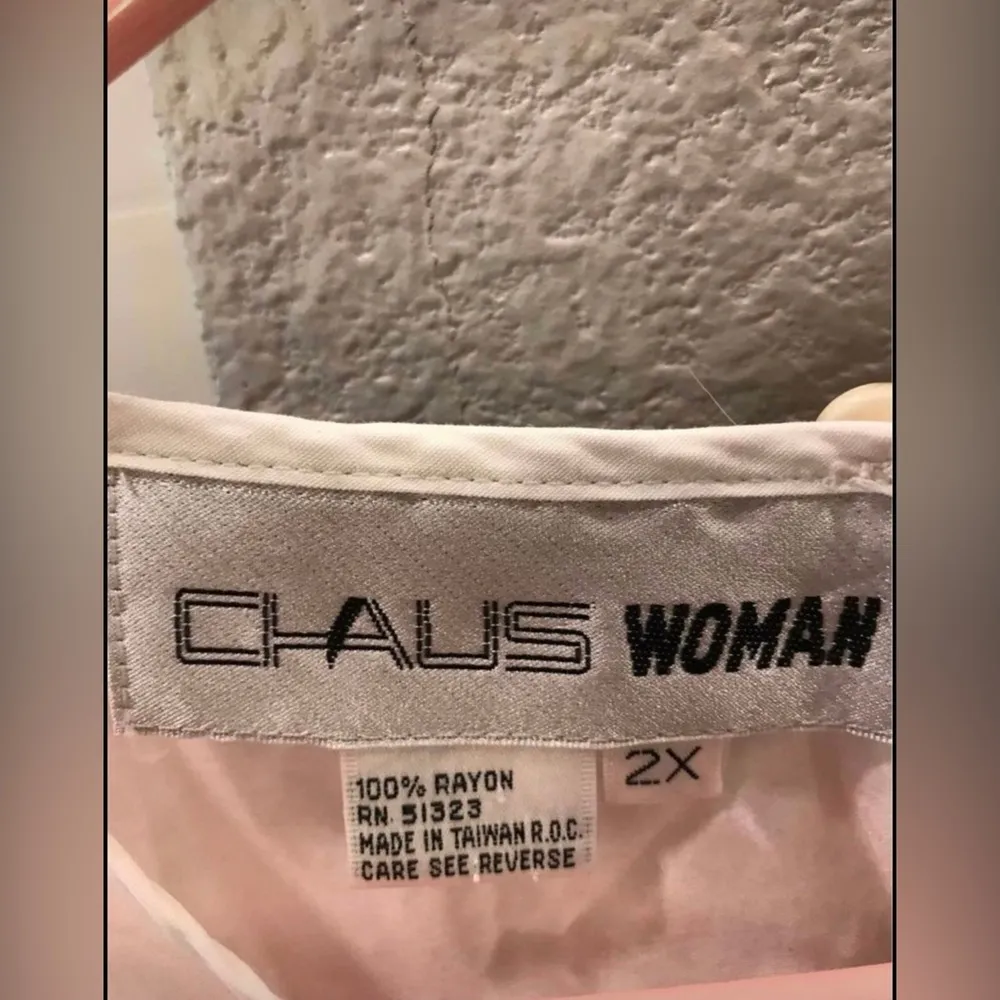 CHAUS WOMAN
2X
100% RAYON
RN. 51323
MADE IN TAIWAN R.O.C.
CARE SEE REVERSE